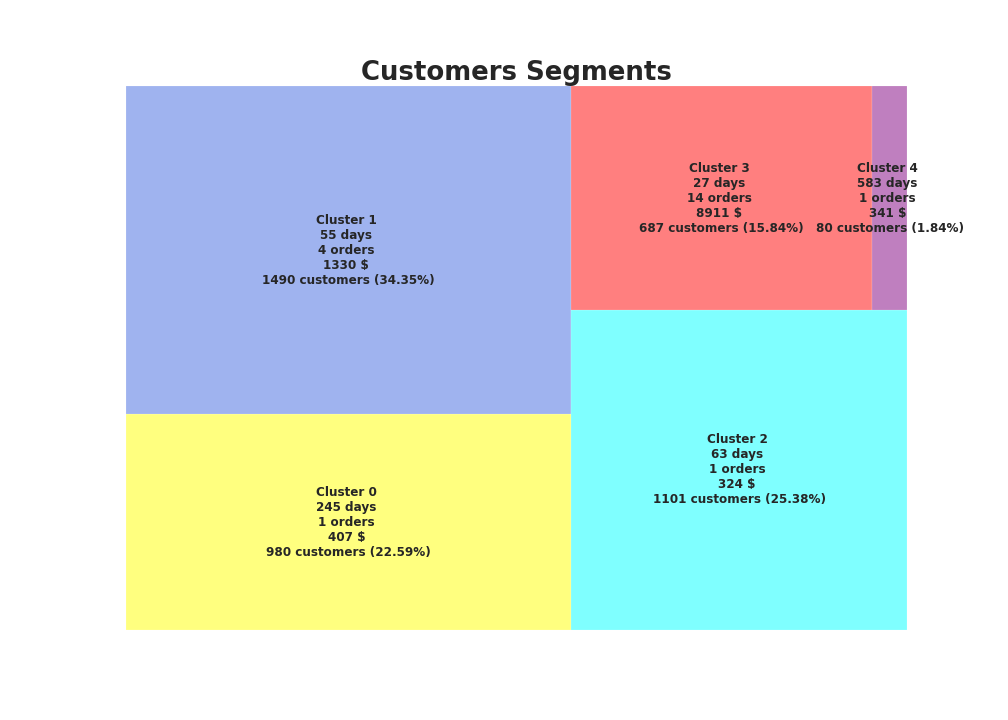 Customers Segments
Cluster 1
55 days
4 orders
1330 $
1490 customers (34.35%)
Cluster 3
27 days
14 orders
8911 $
687 customers (15.84%)
Cluster 4
583 days
1 orders
341 $
80 customers (1.84%)
Cluster 0
245 days
1 orders
407 $
980 customers (22.59%)
Cluster 2
63 days
1 orders
324 $
1101 customers (25.38%)